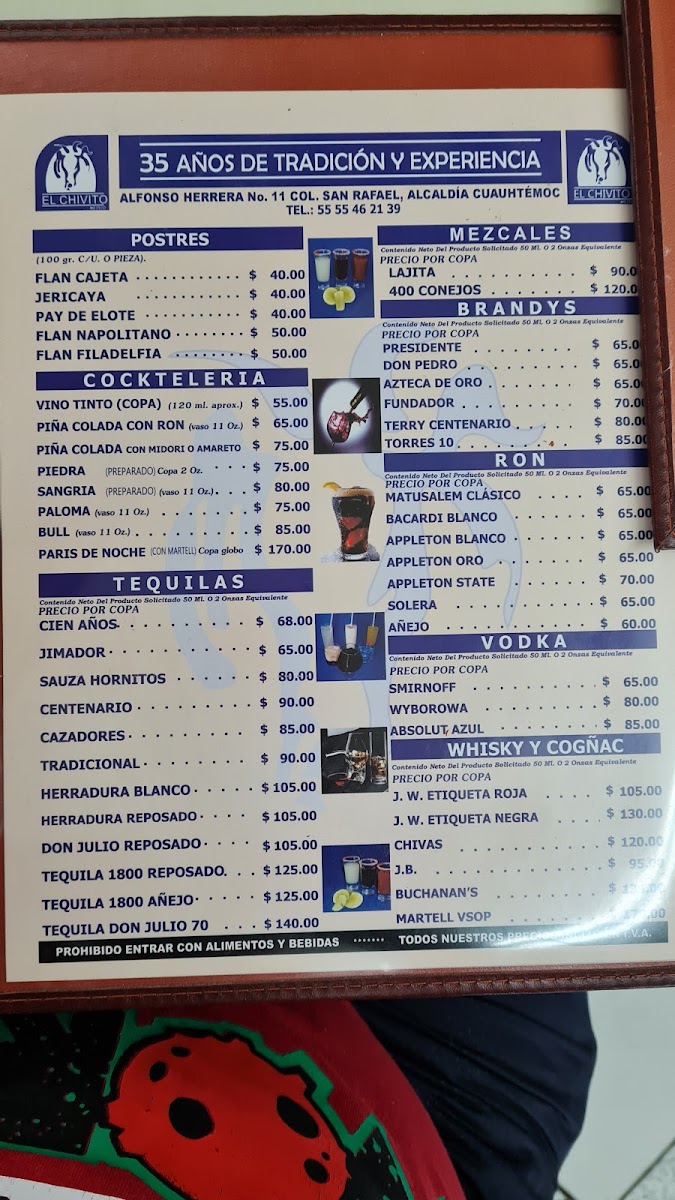 EL CHIVITO
35 AÑOS DE TRADICIÓN Y EXPERIENCIA
EL CHIVITO
ALFONSO HERRERA No. 11 COL. SAN RAFAEL, ALCALDÍA CUAUHTÉMOC
TEL.: 55 55 46 21 39
POSTRES
(100 gr. C/U. O PIEZA).
FLAN CAJETA . . . . . . . . . . . . $ 40.00
JERICAYA . . . . . . . . . . . . $ 40.00
PAY DE ELOTE . . . . . . . . . . . . $ 40.00
FLAN NAPOLITANO . . . . . . . . $ 50.00
FLAN FILADELFIA . . . . . . . . . $ 50.00
COCKTELERIA
VINO TINTO (COPA) (120 ml. aprox.) $ 55.00
PIÑA COLADA CON RON (vaso 11 Oz.) $ 65.00
PIÑA COLADA CON MIDORI O AMARETO $ 75.00
PIEDRA (PREPARADO) Copa 2 Oz. . . . . $ 75.00
SANGRIA (PREPARADO) (vaso 11 Oz.) . . . $ 80.00
PALOMA (vaso 11 Oz.) . . . . . . . . . $ 75.00
BULL (vaso 11 Oz.) . . . . . . . . . . . $ 85.00
PARIS DE NOCHE (CON MARTELL) Copa globo $ 170.00
TEQUILAS
Contenido Neto Del Producto Solicitado 50 Ml. O 2 Onzas Equivalente
PRECIO POR COPA
CIEN AÑOS . . . . . . . . . . . $ 68.00
JIMADOR . . . . . . . . . . . . $ 65.00
SAUZA HORNITOS . . . . . . . $ 80.00
CENTENARIO . . . . . . . . . . $ 90.00
CAZADORES . . . . . . . . . . $ 85.00
TRADICIONAL . . . . . . . . . $ 90.00
HERRADURA BLANCO . . . . . $ 105.00
HERRADURA REPOSADO . . . . $ 105.00
DON JULIO REPOSADO . . . . $ 105.00
TEQUILA 1800 REPOSADO . . . $ 125.00
TEQUILA 1800 AÑEJO . . . . . $ 125.00
TEQUILA DON JULIO 70 . . . . $ 140.00
MEZCALES
Contenido Neto Del Producto Solicitado 50 Ml. O 2 Onzas Equivalente
PRECIO POR COPA
LAJITA . . . . . . . . . . $ 90.0
400 CONEJOS . . . . . . . . . $ 120.0
BRANDYS
Contenido Neto Del Producto Solicitado 50 Ml. O 2 Onzas Equivalente
PRECIO POR COPA
PRESIDENTE . . . . . . . . . . $ 65.0
DON PEDRO . . . . . . . . . . $ 65.0
AZTECA DE ORO . . . . . . . . $ 65.0
FUNDADOR . . . . . . . . . . $ 70.0
TERRY CENTENARIO . . . . . . $ 80.0
TORRES 10 . . . . . . . . . . $ 85.0
RON
Contenido Neto Del Producto Solicitado 50 Ml. O 2 Onzas Equivalente
PRECIO POR COPA
MATUSALEM CLÁSICO . . . . . $ 65.00
BACARDI BLANCO . . . . . . . $ 65.00
APPLETON BLANCO . . . . . . $ 65.00
APPLETON ORO . . . . . . . . $ 65.00
APPLETON STATE . . . . . . . $ 70.00
SOLERA . . . . . . . . . . . $ 65.00
AÑEJO . . . . . . . . . . . . $ 60.00
VODKA
Contenido Neto Del Producto Solicitado 50 Ml. O 2 Onzas Equivalente
PRECIO POR COPA
SMIRNOFF . . . . . . . . . . $ 65.00
WYBOROWA . . . . . . . . . . $ 80.00
ABSOLUT AZUL . . . . . . . . $ 85.00
WHISKY Y COGÑAC
Contenido Neto Del Producto Solicitado 50 Ml. O 2 Onzas Equivalente
PRECIO POR COPA
J. W. ETIQUETA ROJA . . . . . $ 105.00
J. W. ETIQUETA NEGRA . . . . $ 130.00
CHIVAS . . . . . . . . . . . $ 120.00
J.B. . . . . . . . . . . . . . $ 95.00
BUCHANAN'S . . . . . . . . . $
MARTELL VSOP . . . . . . . .
PROHIBIDO ENTRAR CON ALIMENTOS Y BEBIDAS ....... TODOS NUESTROS I.V.A.